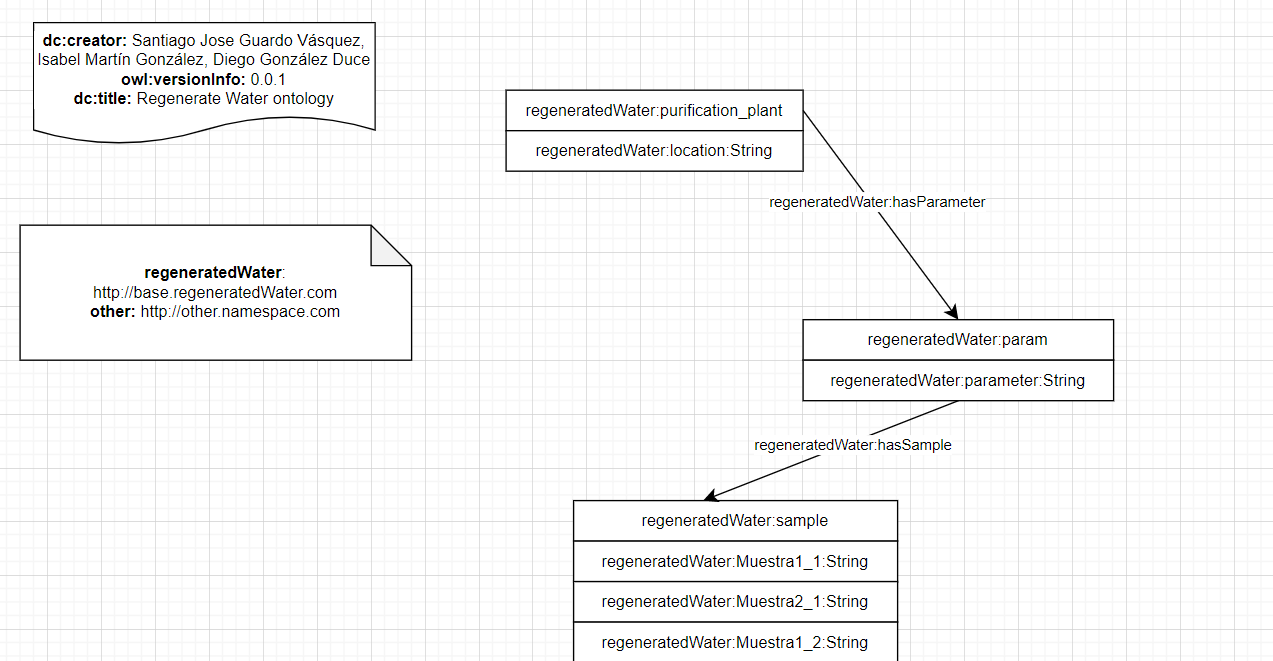 dc:creator: Santiago Jose Guardo Vásquez,
Isabel Martín González, Diego González Duce
owl:versionInfo: 0.0.1
dc:title: Regenerate Water ontology
regeneratedWater:
http://base.regeneratedWater.com
other: http://other.namespace.com
regeneratedWater:purification_plant
regeneratedWater:location:String
regeneratedWater:hasParameter
regeneratedWater:param
regeneratedWater:parameter:String
regeneratedWater:hasSample
regeneratedWater:sample
regeneratedWater:Muestra1_1:String
regeneratedWater:Muestra2_1:String
regeneratedWater:Muestra1_2:String